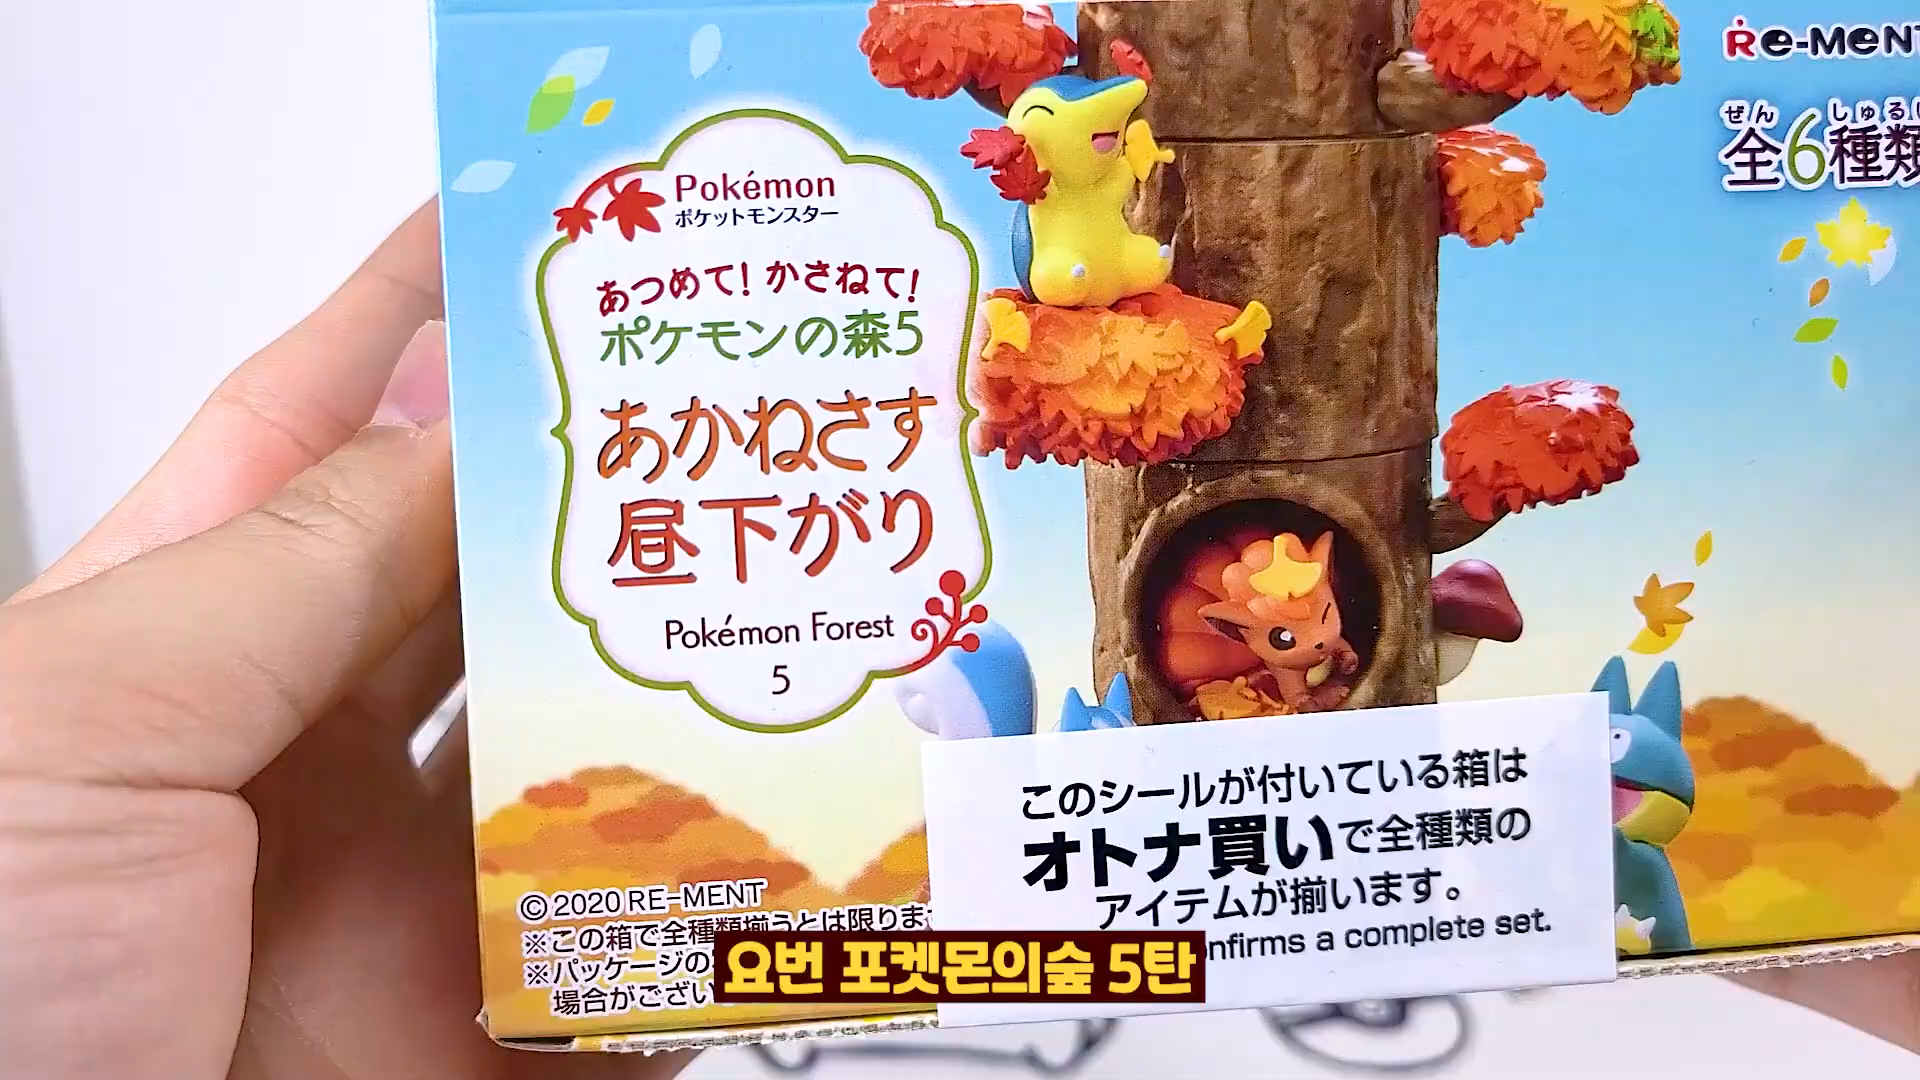 Pokémon
ポケットモンスター
あつめて! かさねて!
ポケモンの森5
あかねさす
昼下がり
Pokémon Forest
5
Re-MeN
ぜん しゅる
全6種類
このシールが付いている箱は
オトナ買いで全種類の
アイテムが揃います。
onfirms a complete set.
©2020 RE-MENT
※この箱で全種類揃うとは限りま
※パッケージの
場合がござい
요번 포켓몬의숲 5탄